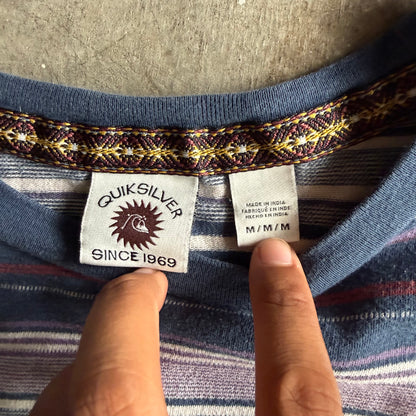 QUIKSILVER
SINCE 1969
MADE IN INDIA
FABRIQUÉ EN INDE
HECHO EN INDIA
M/M/M